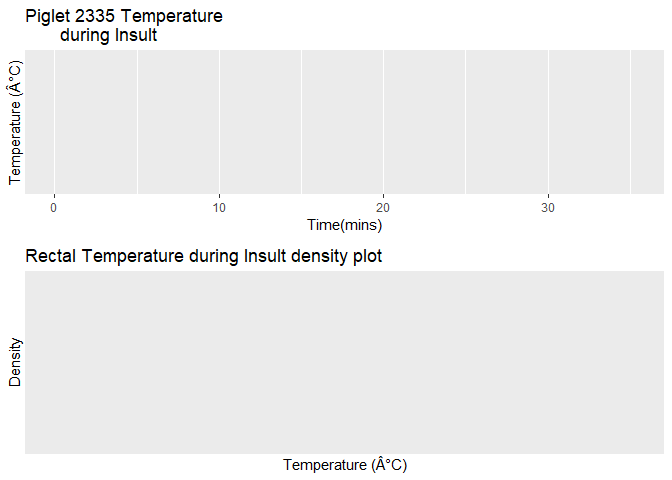 Piglet 2335 Temperature
during Insult
Temperature (Â°C)
0 10 20 30
Time(mins)
Rectal Temperature during Insult density plot
Density
Temperature (Â°C)